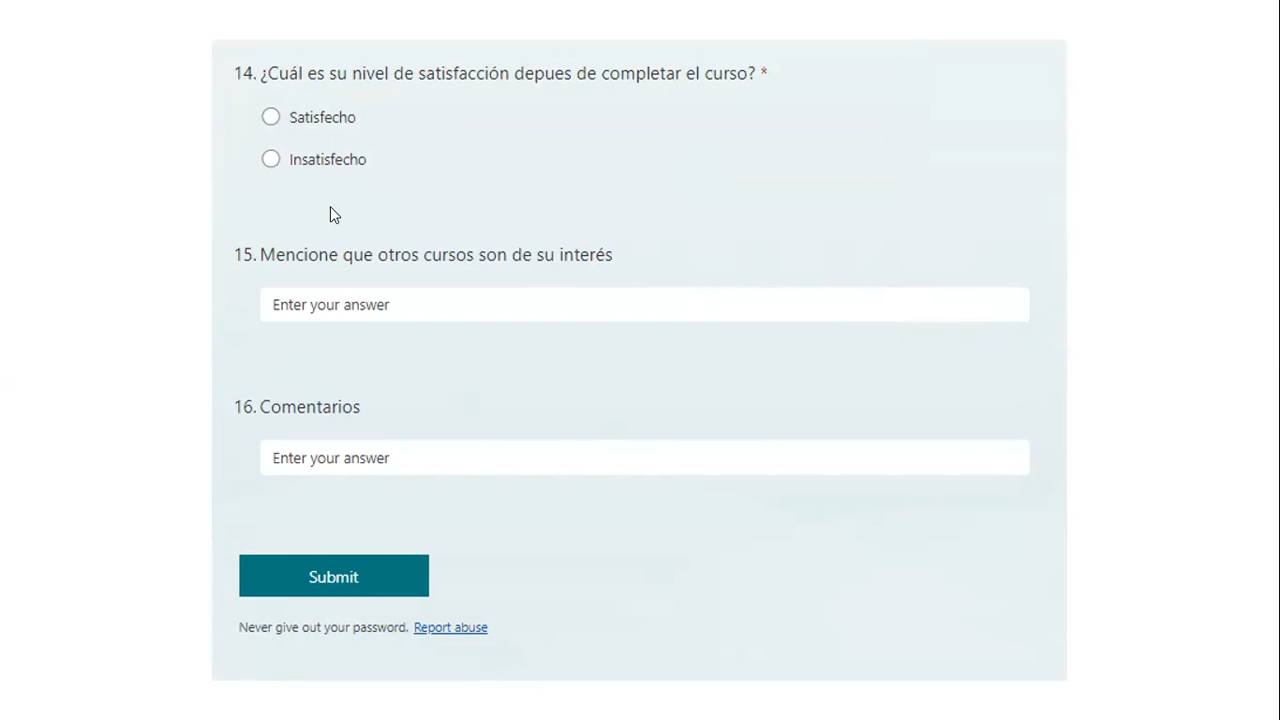 14. ¿Cuál es su nivel de satisfacción depues de completar el curso? *
Satisfecho
Insatisfecho
15. Mencione que otros cursos son de su interés
Enter your answer
16. Comentarios
Enter your answer
Submit
Never give out your password. Report abuse